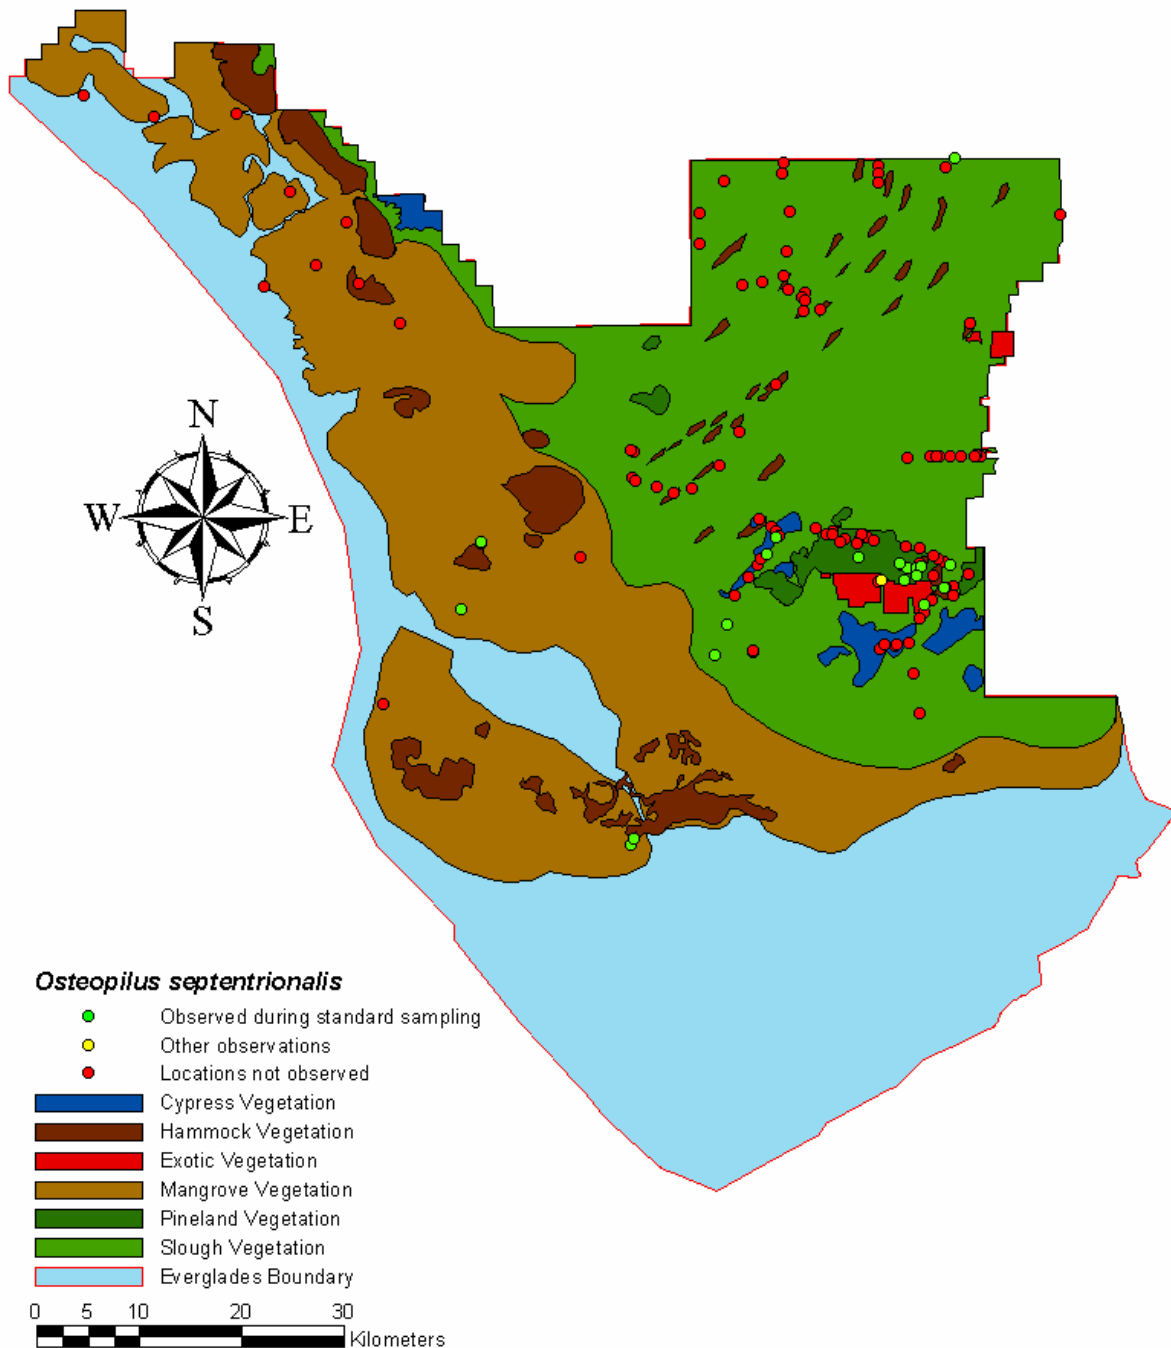 N
W E
S
Osteopilus septentrionalis
Observed during standard sampling
Other observations
Locations not observed
Cypress Vegetation
Hammock Vegetation
Exotic Vegetation
Mangrove Vegetation
Pineland Vegetation
Slough Vegetation
Everglades Boundary
0 5 10 20 30
Kilometers